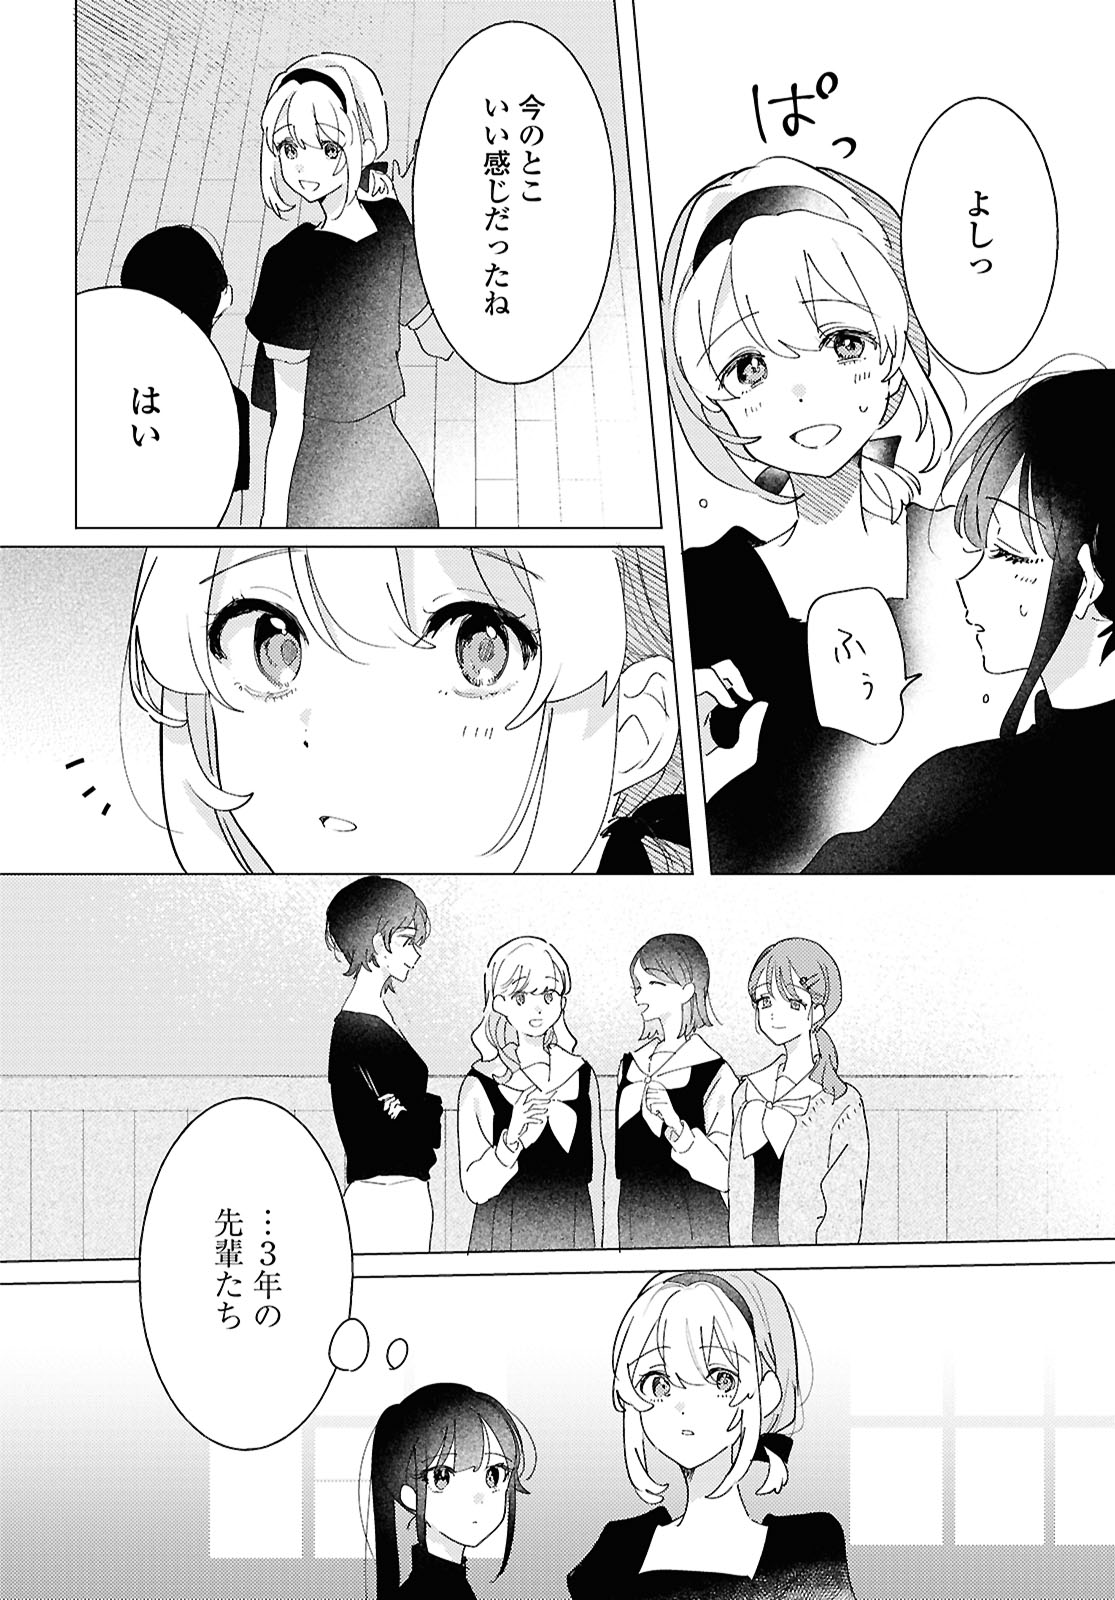 ぱっ
よしっ
ふぅ
今のとこ
いい感じだったね
はい
…3年の
先輩たち